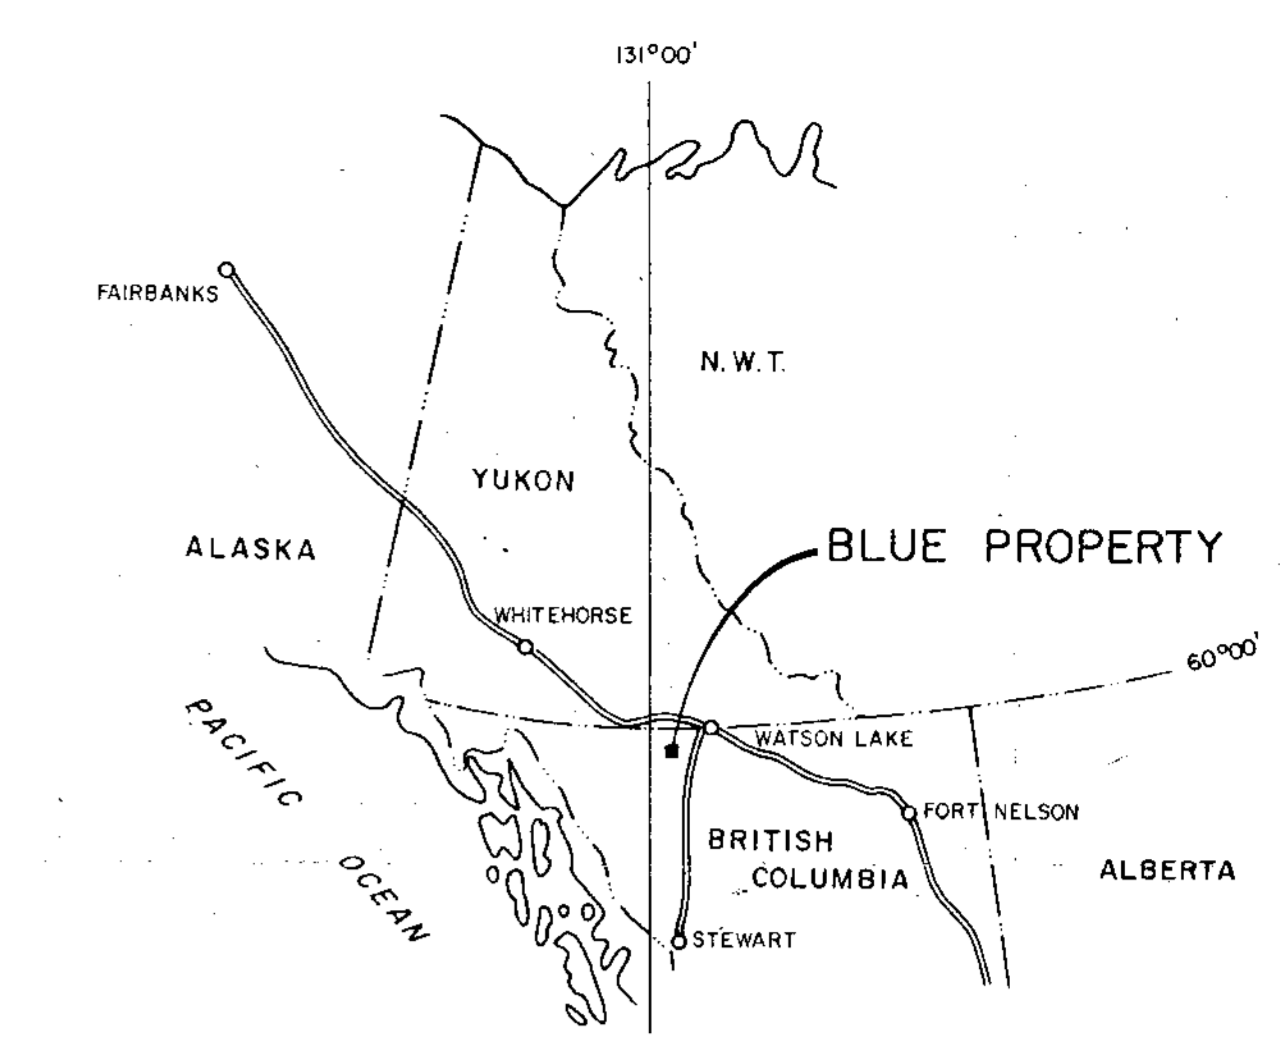 131°00'
FAIRBANKS
N.W.T.
YUKON
ALASKA
BLUE PROPERTY
WHITEHORSE
60°00'
PACIFIC
OCEAN
WATSON LAKE
FORT NELSON
BRITISH
COLUMBIA
ALBERTA
STEWART